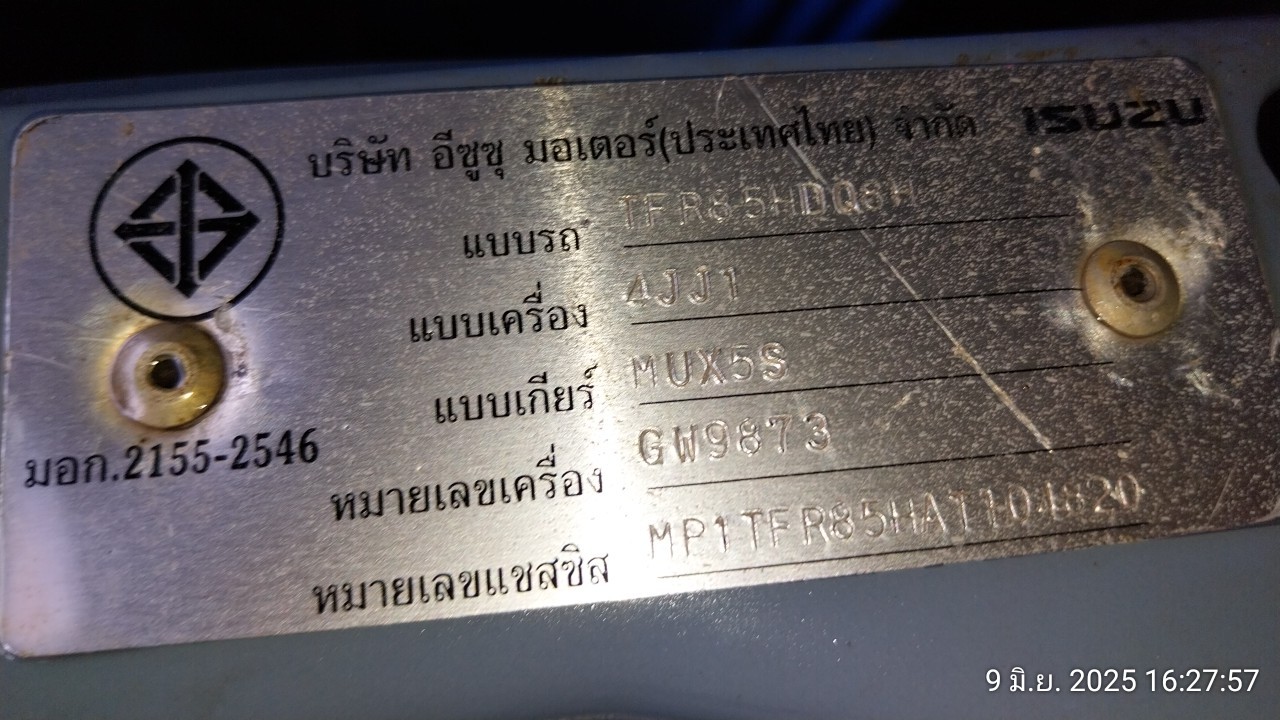 บริษัท อีซูซุ มอเตอร์(ประเทศไทย) จำกัด ISUZU
แบบรถ TFR85HDQ6H
แบบเครื่อง 4JJ1
แบบเกียร์ MUX5S
มอก.2155-2546
หมายเลขเครื่อง GW9873
หมายเลขแชสซิส
9 มิ.ย. 2025 16:27:57